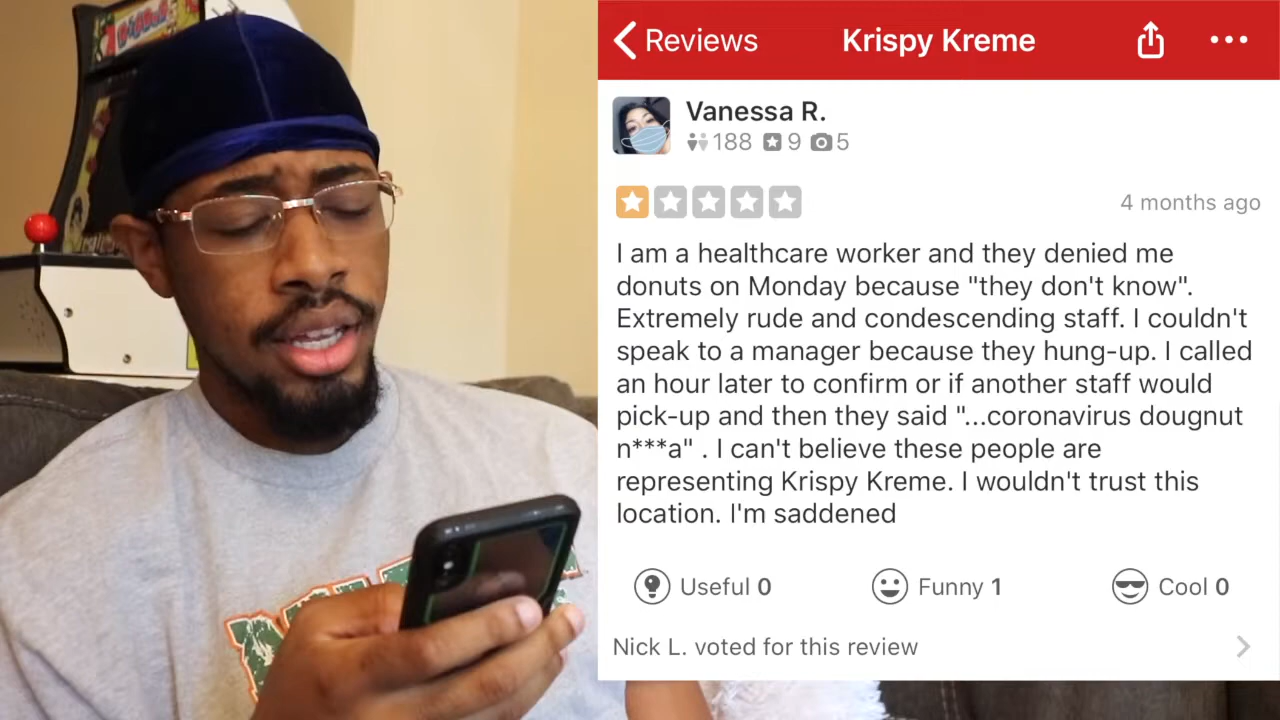 Reviews
Krispy Kreme
Vanessa R.
188 9 5
4 months ago
I am a healthcare worker and they denied me
donuts on Monday because "they don't know".
Extremely rude and condescending staff. I couldn't
speak to a manager because they hung-up. I called
an hour later to confirm or if another staff would
pick-up and then they said "...coronavirus dougnut
n***a" . I can't believe these people are
representing Krispy Kreme. I wouldn't trust this
location. I'm saddened
Useful 0
Funny 1
Cool 0
Nick L. voted for this review